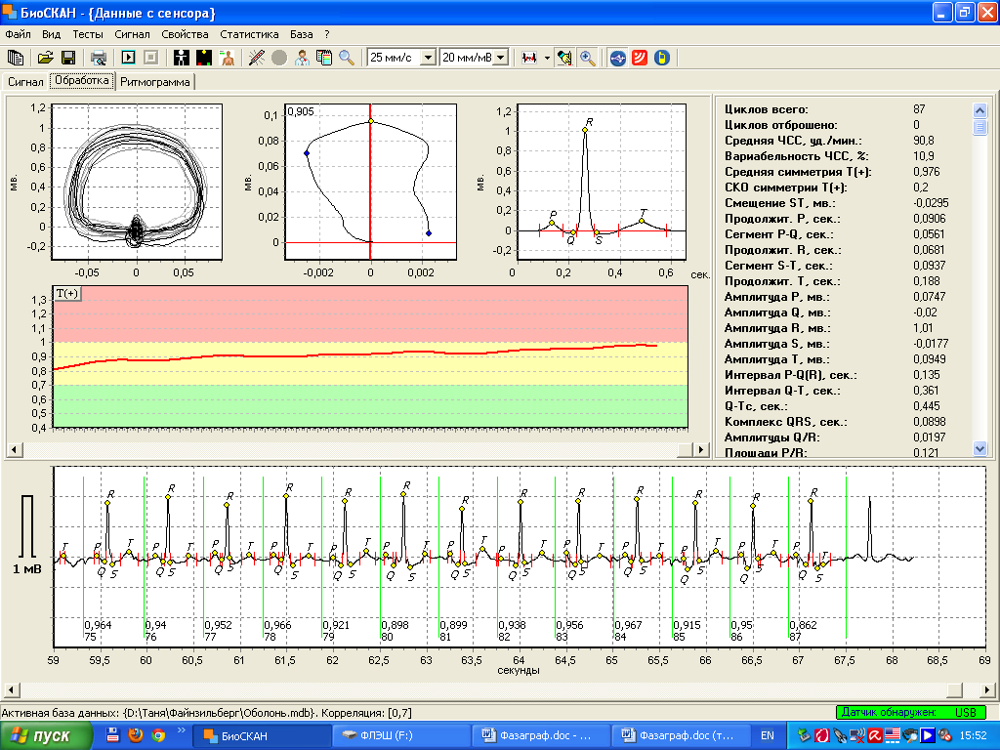 БиоСКАН - {Данные с сенсора}
Файл Вид Тесты Сигнал Свойства Статистика База ?
25 мм/с 20 мм/мВ
Сигнал Обработка Ритмограмма
1,2
1
0,8
0,6
0,4
0,2
0
-0,2
мв.
-0,05 0 0,05
0,905
0,1
0,08
0,06
0,04
0,02
0
мв.
-0,002 0 0,002
1,2
1
0,8
0,6
0,4
0,2
0
-0,2
мв.
R
P T
Q S
0 0,2 0,4 0,6 сек.
T(+)
1,3
1,2
1,1
1
0,9
0,8
0,7
0,6
0,5
0,4
Циклов всего: 87
Циклов отброшено: 0
Средняя ЧСС, уд./мин.: 90,8
Вариабельность ЧСС, %: 10,9
Средняя симметрия T(+): 0,976
СКО симметрии T(+): 0,2
Смещение ST, мв.: -0,0295
Продолжит. P, сек.: 0,0906
Сегмент P-Q, сек.: 0,0561
Продолжит. R, сек.: 0,0681
Сегмент S-T, сек.: 0,0937
Продолжит. T, сек.: 0,188
Амплитуда P, мв.: 0,0747
Амплитуда Q, мв.: -0,02
Амплитуда R, мв.: 1,01
Амплитуда S, мв.: -0,0177
Амплитуда T, мв.: 0,0949
Интервал P-Q(R), сек.: 0,135
Интервал Q-T, сек.: 0,361
Q-Tc, сек.: 0,445
Комплекс QRS, сек.: 0,0898
Амплитуды Q/R: 0,0197
Площади P/R: 0,121
1 мВ
R R R R R R R R R R R R R
T P T P T P T P T P T P T P T P T P T P T P T P T P T
Q S Q S Q S Q S Q S Q S Q S Q S Q S Q S Q S Q S Q S
0,964 0,94 0,952 0,966 0,921 0,898 0,899 0,938 0,956 0,967 0,915 0,95 0,862
75 76 77 78 79 80 81 82 83 84 85 86 87
59 59,5 60 60,5 61 61,5 62 62,5 63 63,5 64 64,5 65 65,5 66 66,5 67 67,5 68 68,5 69
секунды
Активная база данных: {D:\Таня\Файнзильберг\Оболонь.mdb}. Корреляция: [0,7]
Датчик обнаружен: USB
пуск
БиоСКАН
ФЛЭШ (F:)
Фазаграф.doc - ...
Фазаграф.doc (т...
EN
15:52